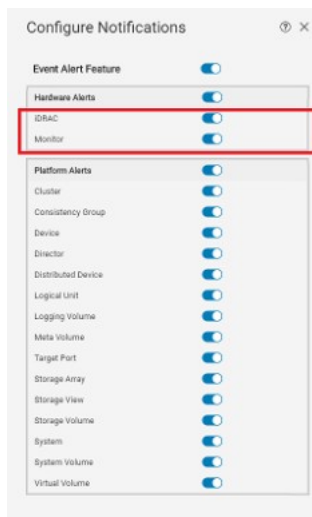 Configure Notifications
Event Alert Feature
Hardware Alerts
iDRAC
Monitor
Platform Alerts
Cluster
Consistency Group
Device
Director
Distributed Device
Logical Unit
Logging Volume
Meta Volume
Target Port
Storage Array
Storage View
Storage Volume
System
System Volume
Virtual Volume